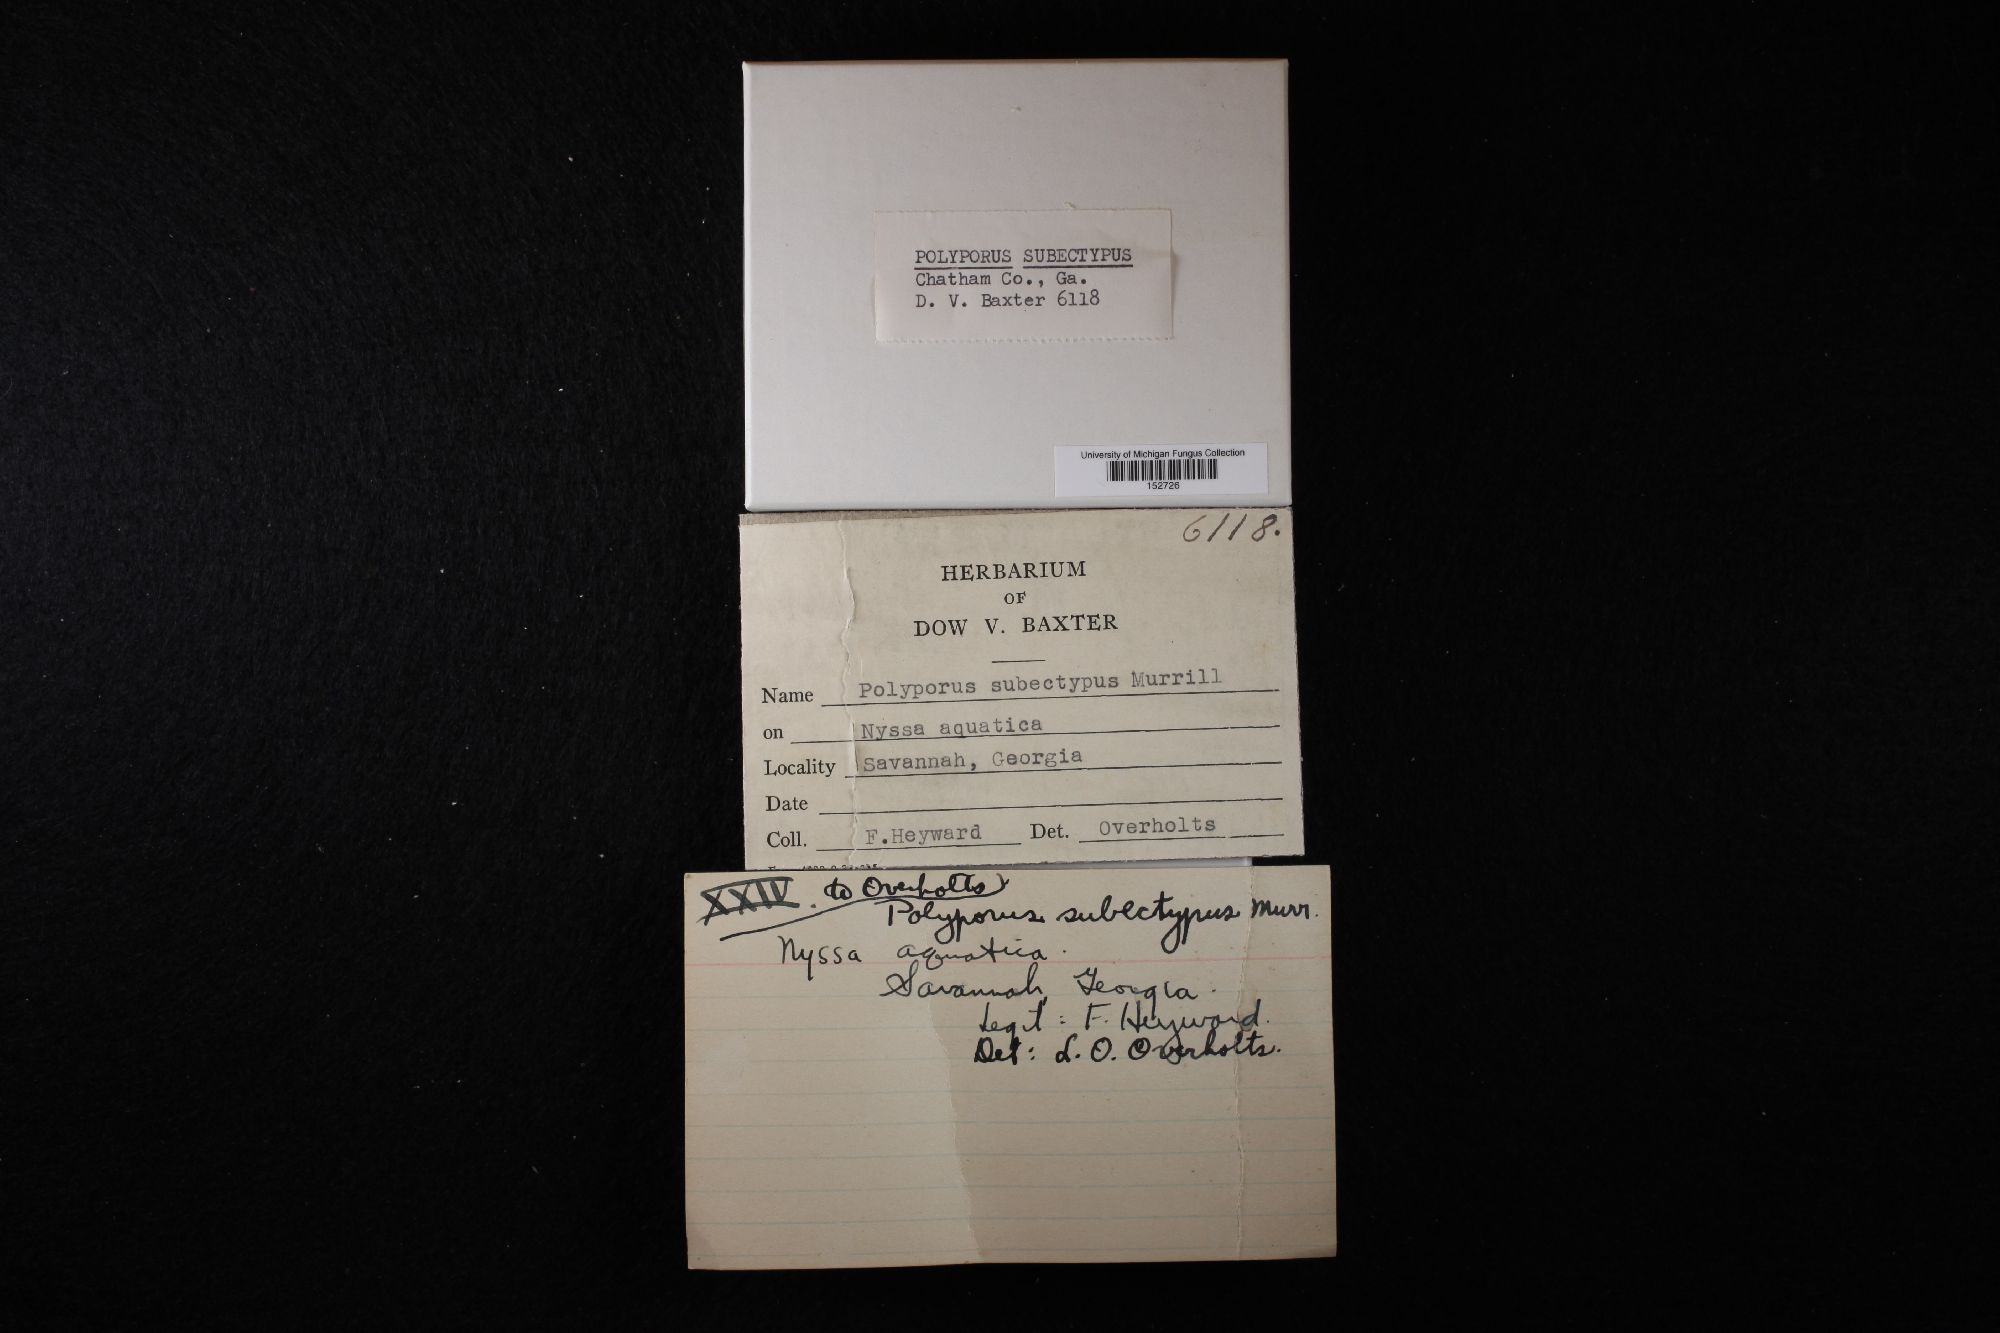 POLYPORUS SUBECTYPUS
Chatham Co., Ga.
D. V. Baxter 6118
University of Michigan Fungus Collection
152726
6118.
HERBARIUM
OF
DOW V. BAXTER
Name Polyporus subectypus Murrill
on Nyssa aquatica
Locality Savannah, Georgia
Date
Coll. F.Heyward Det. Overholts
XXIV. to Overholts
Polyporus subectypus Murr.
Nyssa aquatica.
Savannah, Georgia.
Legit: F. Heyward.
Det: L. O. Overholts.